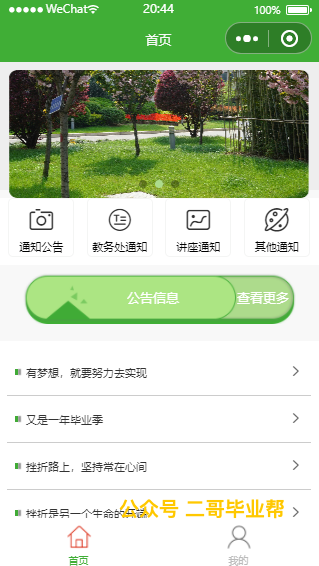 WeChat 20:44 100%
首页
通知公告 教务处通知 讲座通知 其他通知
公告信息 查看更多
有梦想，就要努力去实现
又是一年毕业季
挫折路上，坚持常在心间
挫折是另一个生命的开端
公众号 二哥毕业帮
首页 我的